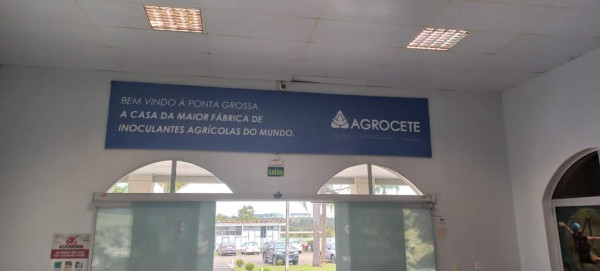 BEM VINDO À PONTA GROSSA.
A CASA DA MAIOR FÁBRICA DE
INOCULANTES AGRÍCOLAS DO MUNDO.
AGROCETE
SAÍDA